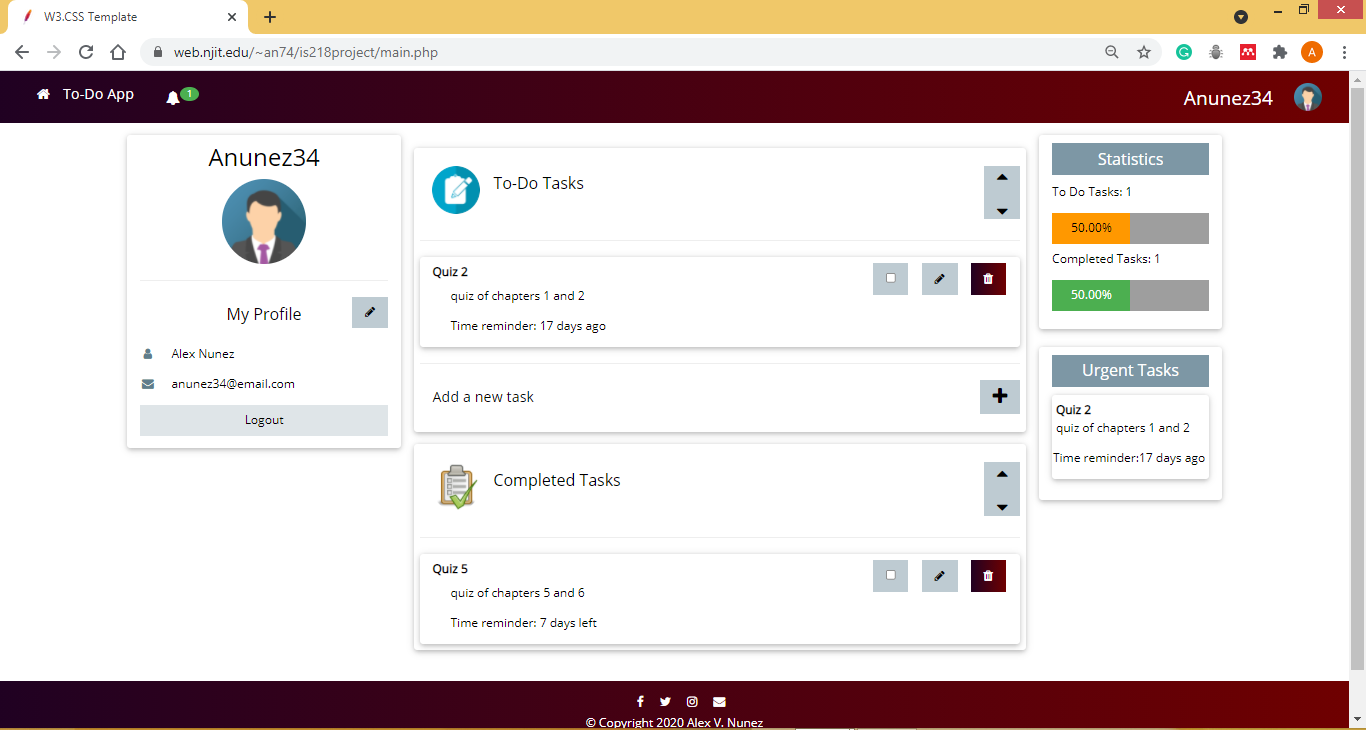 W3.CSS Template
web.njit.edu/~an74/is218project/main.php
A
To-Do App
1
Anunez34
Anunez34
My Profile
Alex Nunez
anunez34@email.com
Logout
To-Do Tasks
Quiz 2
quiz of chapters 1 and 2
Time reminder: 17 days ago
Add a new task
Completed Tasks
Quiz 5
quiz of chapters 5 and 6
Time reminder: 7 days left
Statistics
To Do Tasks: 1
50.00%
Completed Tasks: 1
50.00%
Urgent Tasks
Quiz 2
quiz of chapters 1 and 2
Time reminder:17 days ago
© Copyright 2020 Alex V. Nunez